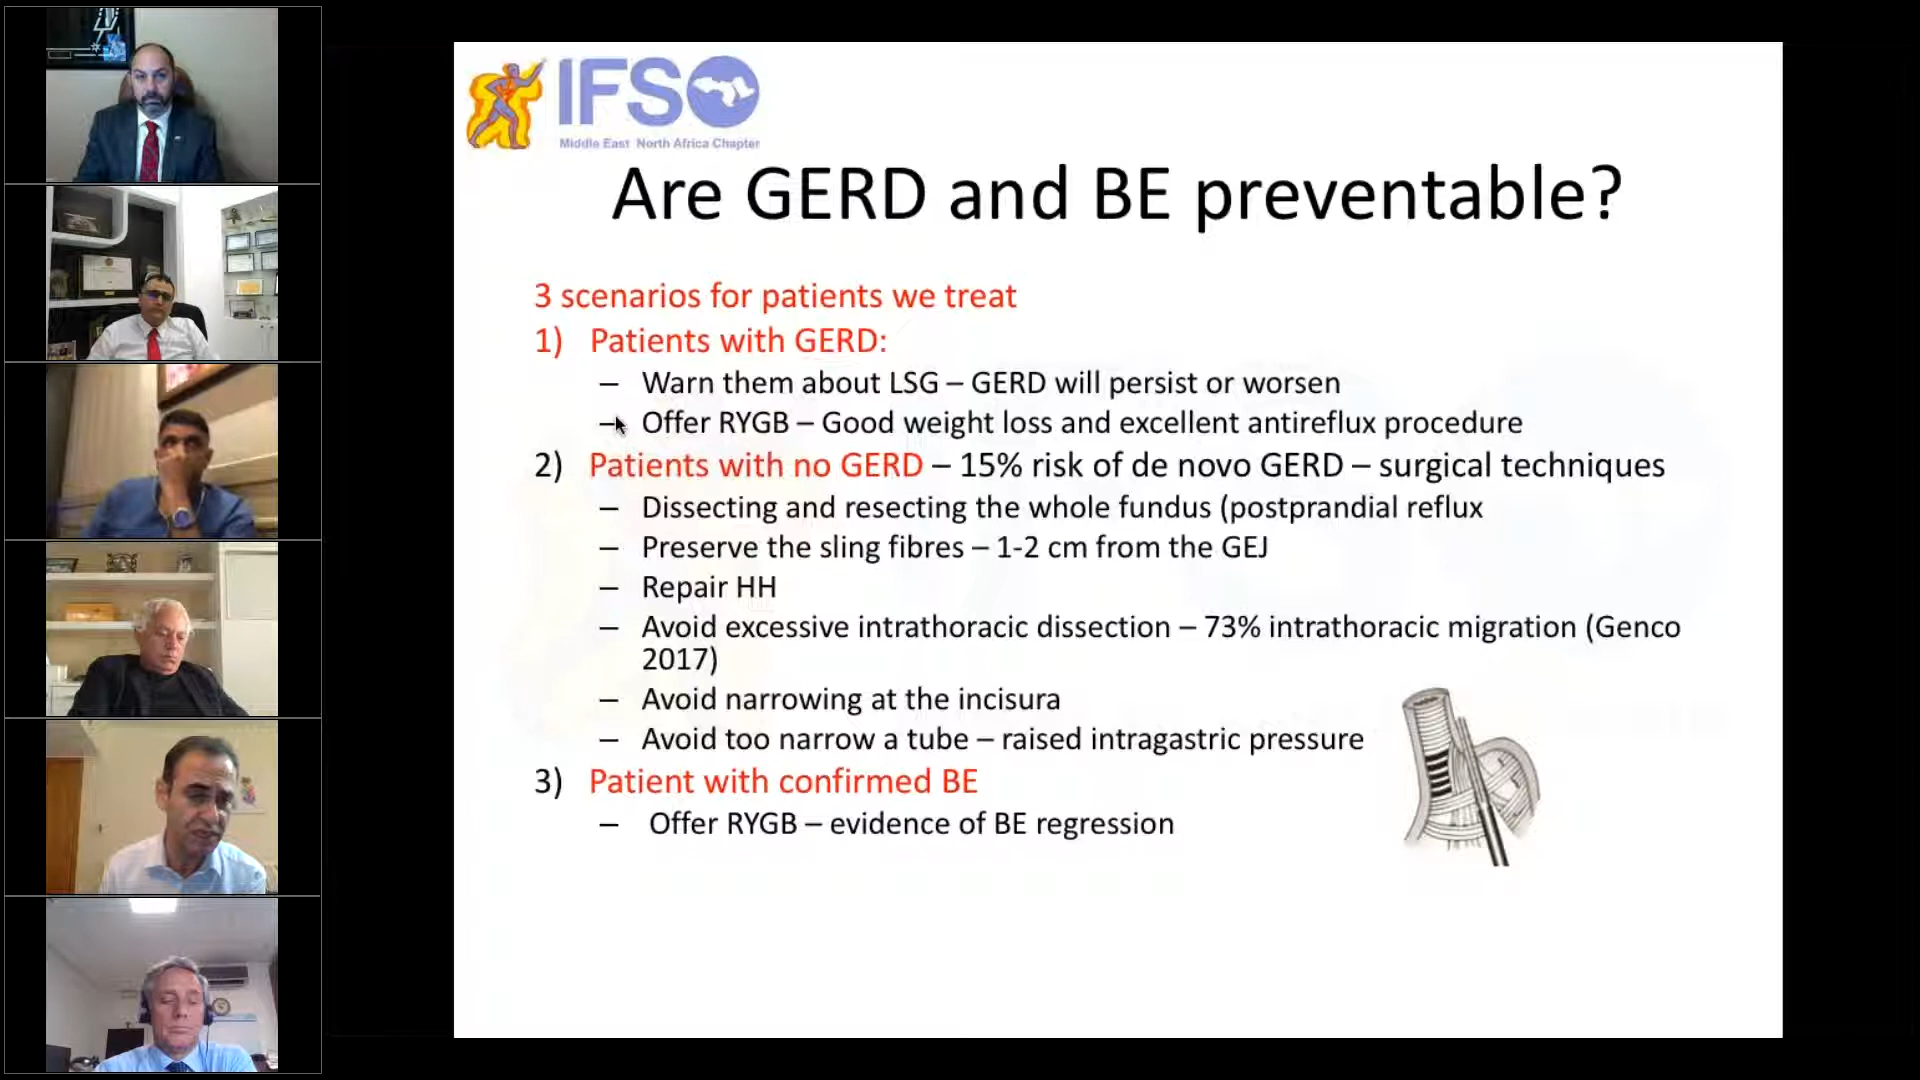 IFSO
Middle East North Africa Chapter
Are GERD and BE preventable?
3 scenarios for patients we treat
1) Patients with GERD:
– Warn them about LSG – GERD will persist or worsen
– Offer RYGB – Good weight loss and excellent antireflux procedure
2) Patients with no GERD – 15% risk of de novo GERD – surgical techniques
– Dissecting and resecting the whole fundus (postprandial reflux
– Preserve the sling fibres – 1-2 cm from the GEJ
– Repair HH
– Avoid excessive intrathoracic dissection – 73% intrathoracic migration (Genco
2017)
– Avoid narrowing at the incisura
– Avoid too narrow a tube – raised intragastric pressure
3) Patient with confirmed BE
– Offer RYGB – evidence of BE regression